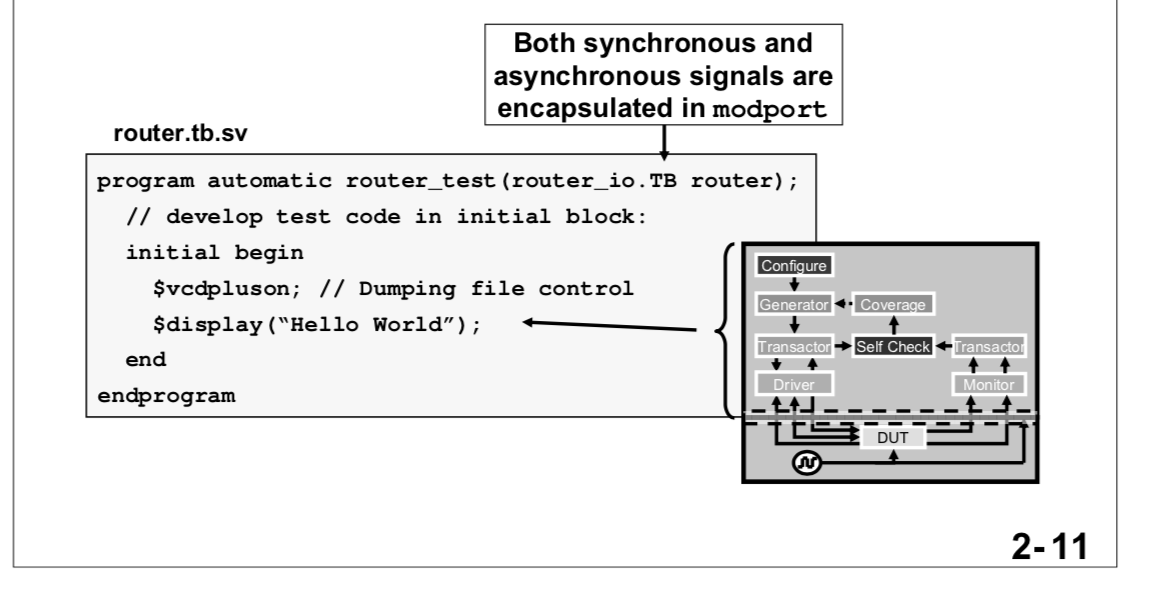 Both synchronous and
asynchronous signals are
encapsulated in modport
router.tb.sv
program automatic router_test(router_io.TB router);
// develop test code in initial block:
initial begin
$vcdpluson; // Dumping file control
$display(“Hello World”);
end
endprogram
Configure
Generator Coverage
Transactor Self Check Transactor
Driver Monitor
DUT
2-11